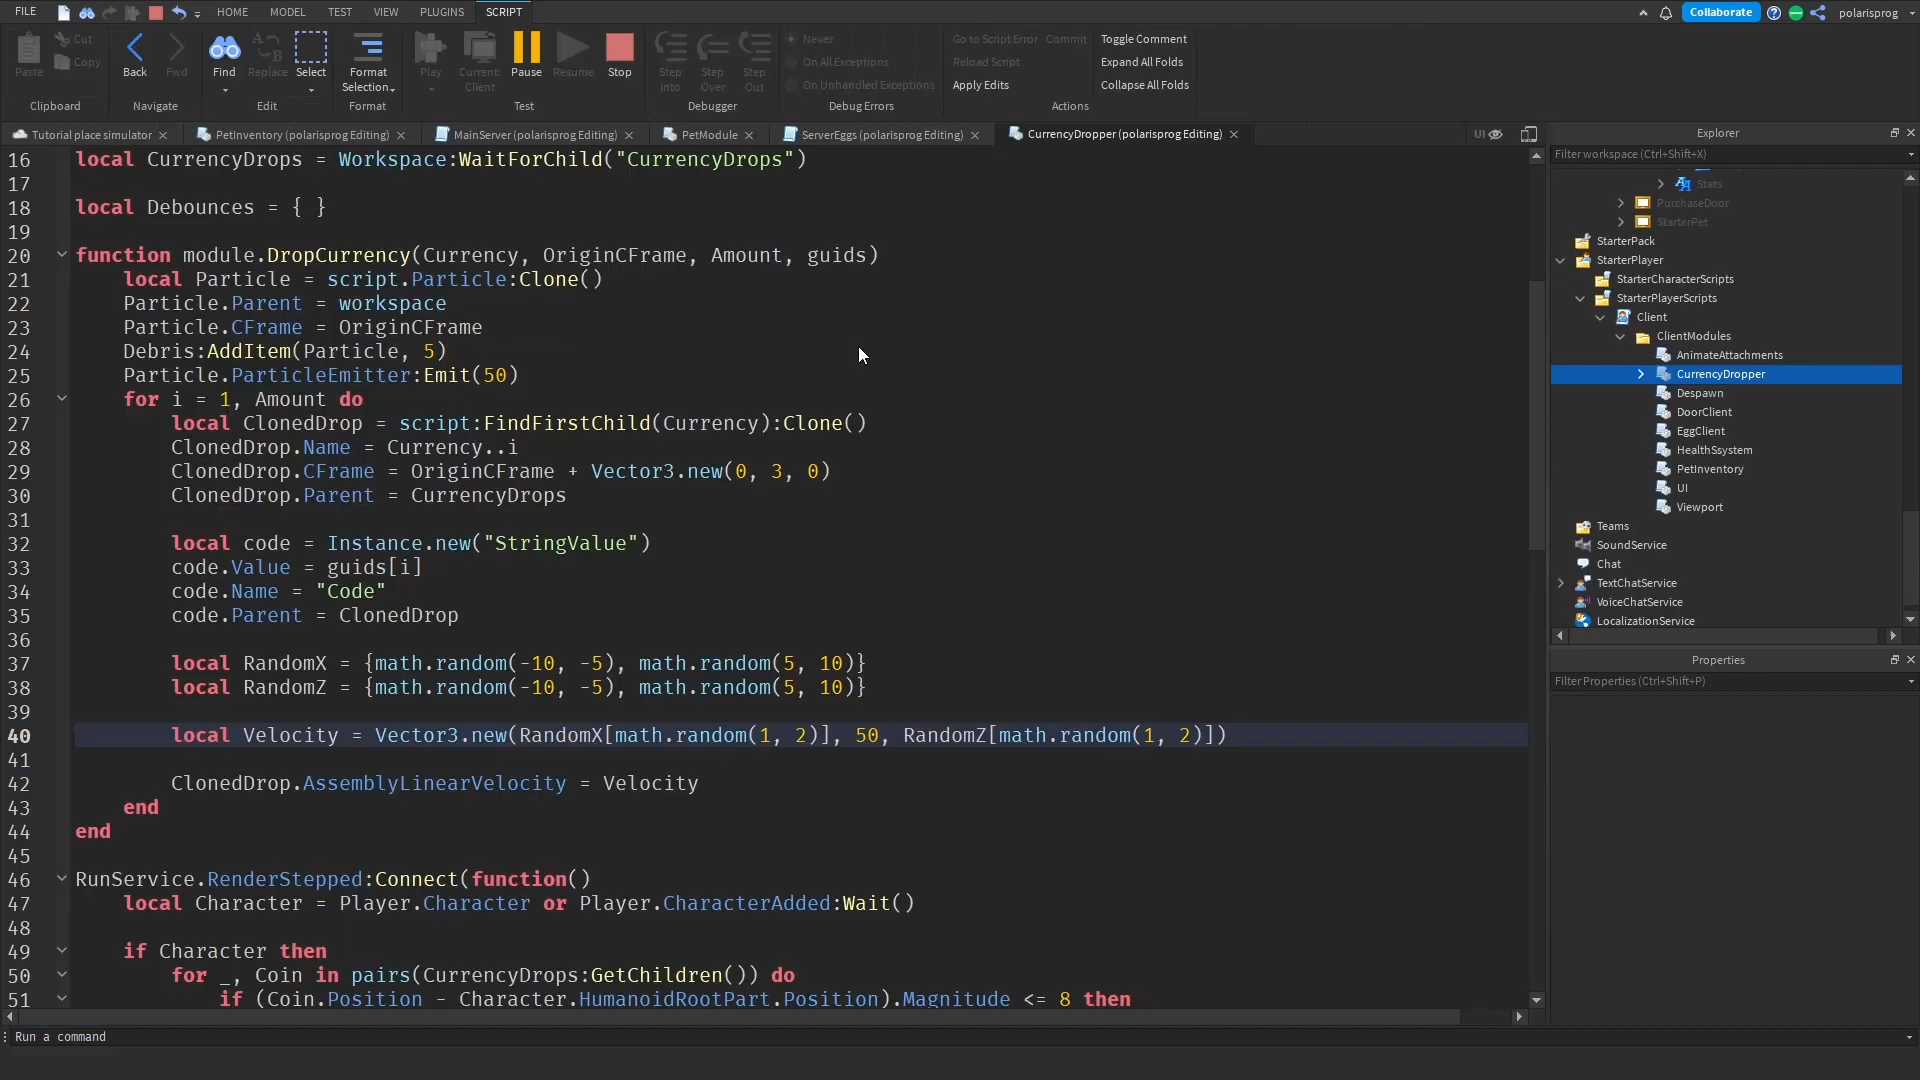 FILE HOME MODEL TEST VIEW PLUGINS SCRIPT Collaborate polarisprog
Paste Cut Copy Clipboard
Back Fwd Navigate
Find Replace Select Edit
Format Selection Format
Play Current: Client Pause Resume Stop Test
Step Into Step Over Step Out Debugger
Never
On All Exceptions
On Unhandled Exceptions
Debug Errors
Go to Script Error Commit Toggle Comment
Reload Script Expand All Folds
Apply Edits Collapse All Folds
Actions
Tutorial place simulator PetInventory (polarisprog Editing) MainServer (polarisprog Editing) PetModule ServerEggs (polarisprog Editing) CurrencyDropper (polarisprog Editing) UI
16 local CurrencyDrops = Workspace:WaitForChild("CurrencyDrops")
17
18 local Debounces = { }
19
20 function module.DropCurrency(Currency, OriginCFrame, Amount, guids)
21 local Particle = script.Particle:Clone()
22 Particle.Parent = workspace
23 Particle.CFrame = OriginCFrame
24 Debris:AddItem(Particle, 5)
25 Particle.ParticleEmitter:Emit(50)
26 for i = 1, Amount do
27 local ClonedDrop = script:FindFirstChild(Currency):Clone()
28 ClonedDrop.Name = Currency..i
29 ClonedDrop.CFrame = OriginCFrame + Vector3.new(0, 3, 0)
30 ClonedDrop.Parent = CurrencyDrops
31
32 local code = Instance.new("StringValue")
33 code.Value = guids[i]
34 code.Name = "Code"
35 code.Parent = ClonedDrop
36
37 local RandomX = {math.random(-10, -5), math.random(5, 10)}
38 local RandomZ = {math.random(-10, -5), math.random(5, 10)}
39
40 local Velocity = Vector3.new(RandomX[math.random(1, 2)], 50, RandomZ[math.random(1, 2)])
41
42 ClonedDrop.AssemblyLinearVelocity = Velocity
43 end
44 end
45
46 RunService.RenderStepped:Connect(function()
47 local Character = Player.Character or Player.CharacterAdded:Wait()
48
49 if Character then
50 for _, Coin in pairs(CurrencyDrops:GetChildren()) do
51 if (Coin.Position - Character.HumanoidRootPart.Position).Magnitude <= 8 then
Run a command
Explorer
Filter workspace (Ctrl+Shift+X)
Stats
PurchaseDoor
StarterPet
StarterPack
StarterPlayer
StarterCharacterScripts
StarterPlayerScripts
Client
ClientModules
AnimateAttachments
CurrencyDropper
Despawn
DoorClient
EggClient
HealthSsystem
PetInventory
UI
Viewport
Teams
SoundService
Chat
TextChatService
VoiceChatService
LocalizationService
Properties
Filter Properties (Ctrl+Shift+P)